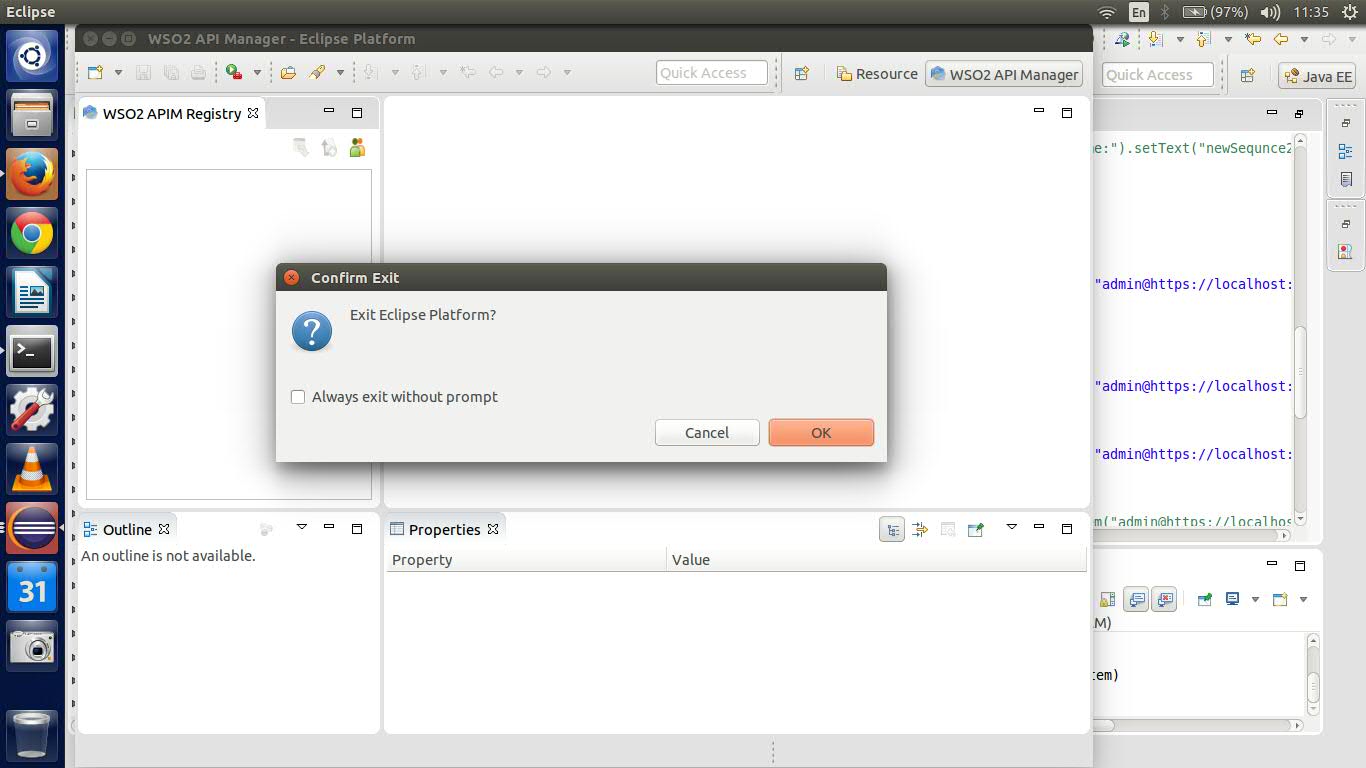 Eclipse
En
(97%)
11:35
WSO2 API Manager - Eclipse Platform
Quick Access
Resource
WSO2 API Manager
Quick Access
Java EE
WSO2 APIM Registry
e:").setText("newSequnce2
"admin@https://localhost:
Confirm Exit
Exit Eclipse Platform?
Always exit without prompt
Cancel
OK
"admin@https://localhost:
"admin@https://localhost:
em("admin@https://localhos
Outline
An outline is not available.
Properties
Property
Value
31
tem)